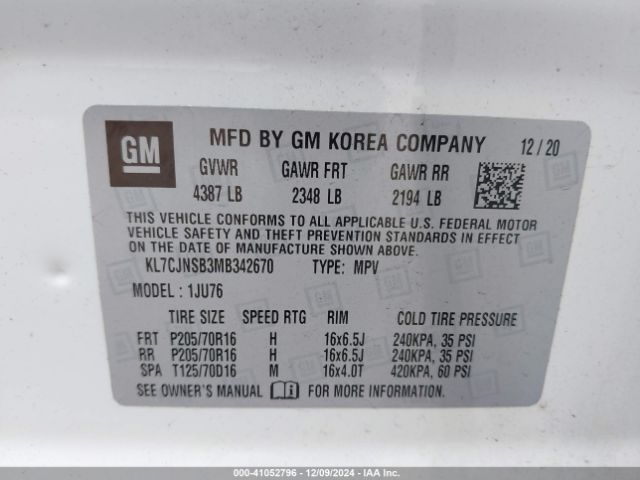 GM MFD BY GM KOREA COMPANY 12/20
GVWR GAWR FRT GAWR RR
4387 LB 2348 LB 2194 LB
THIS VEHICLE CONFORMS TO ALL APPLICABLE U.S. FEDERAL MOTOR
VEHICLE SAFETY AND THEFT PREVENTION STANDARDS IN EFFECT
ON THE DATE OF MANUFACTURE SHOWN ABOVE.
KL7CJNSB3MB342670 TYPE: MPV
MODEL : 1JU76
TIRE SIZE SPEED RTG RIM COLD TIRE PRESSURE
FRT P205/70R16 H 16x6.5J 240KPA, 35 PSI
RR P205/70R16 H 16x6.5J 240KPA, 35 PSI
SPA T125/70D16 M 16x4.0T 420KPA, 60 PSI
SEE OWNER'S MANUAL FOR MORE INFORMATION.
000-41052796 - 12/09/2024 - IAA Inc.